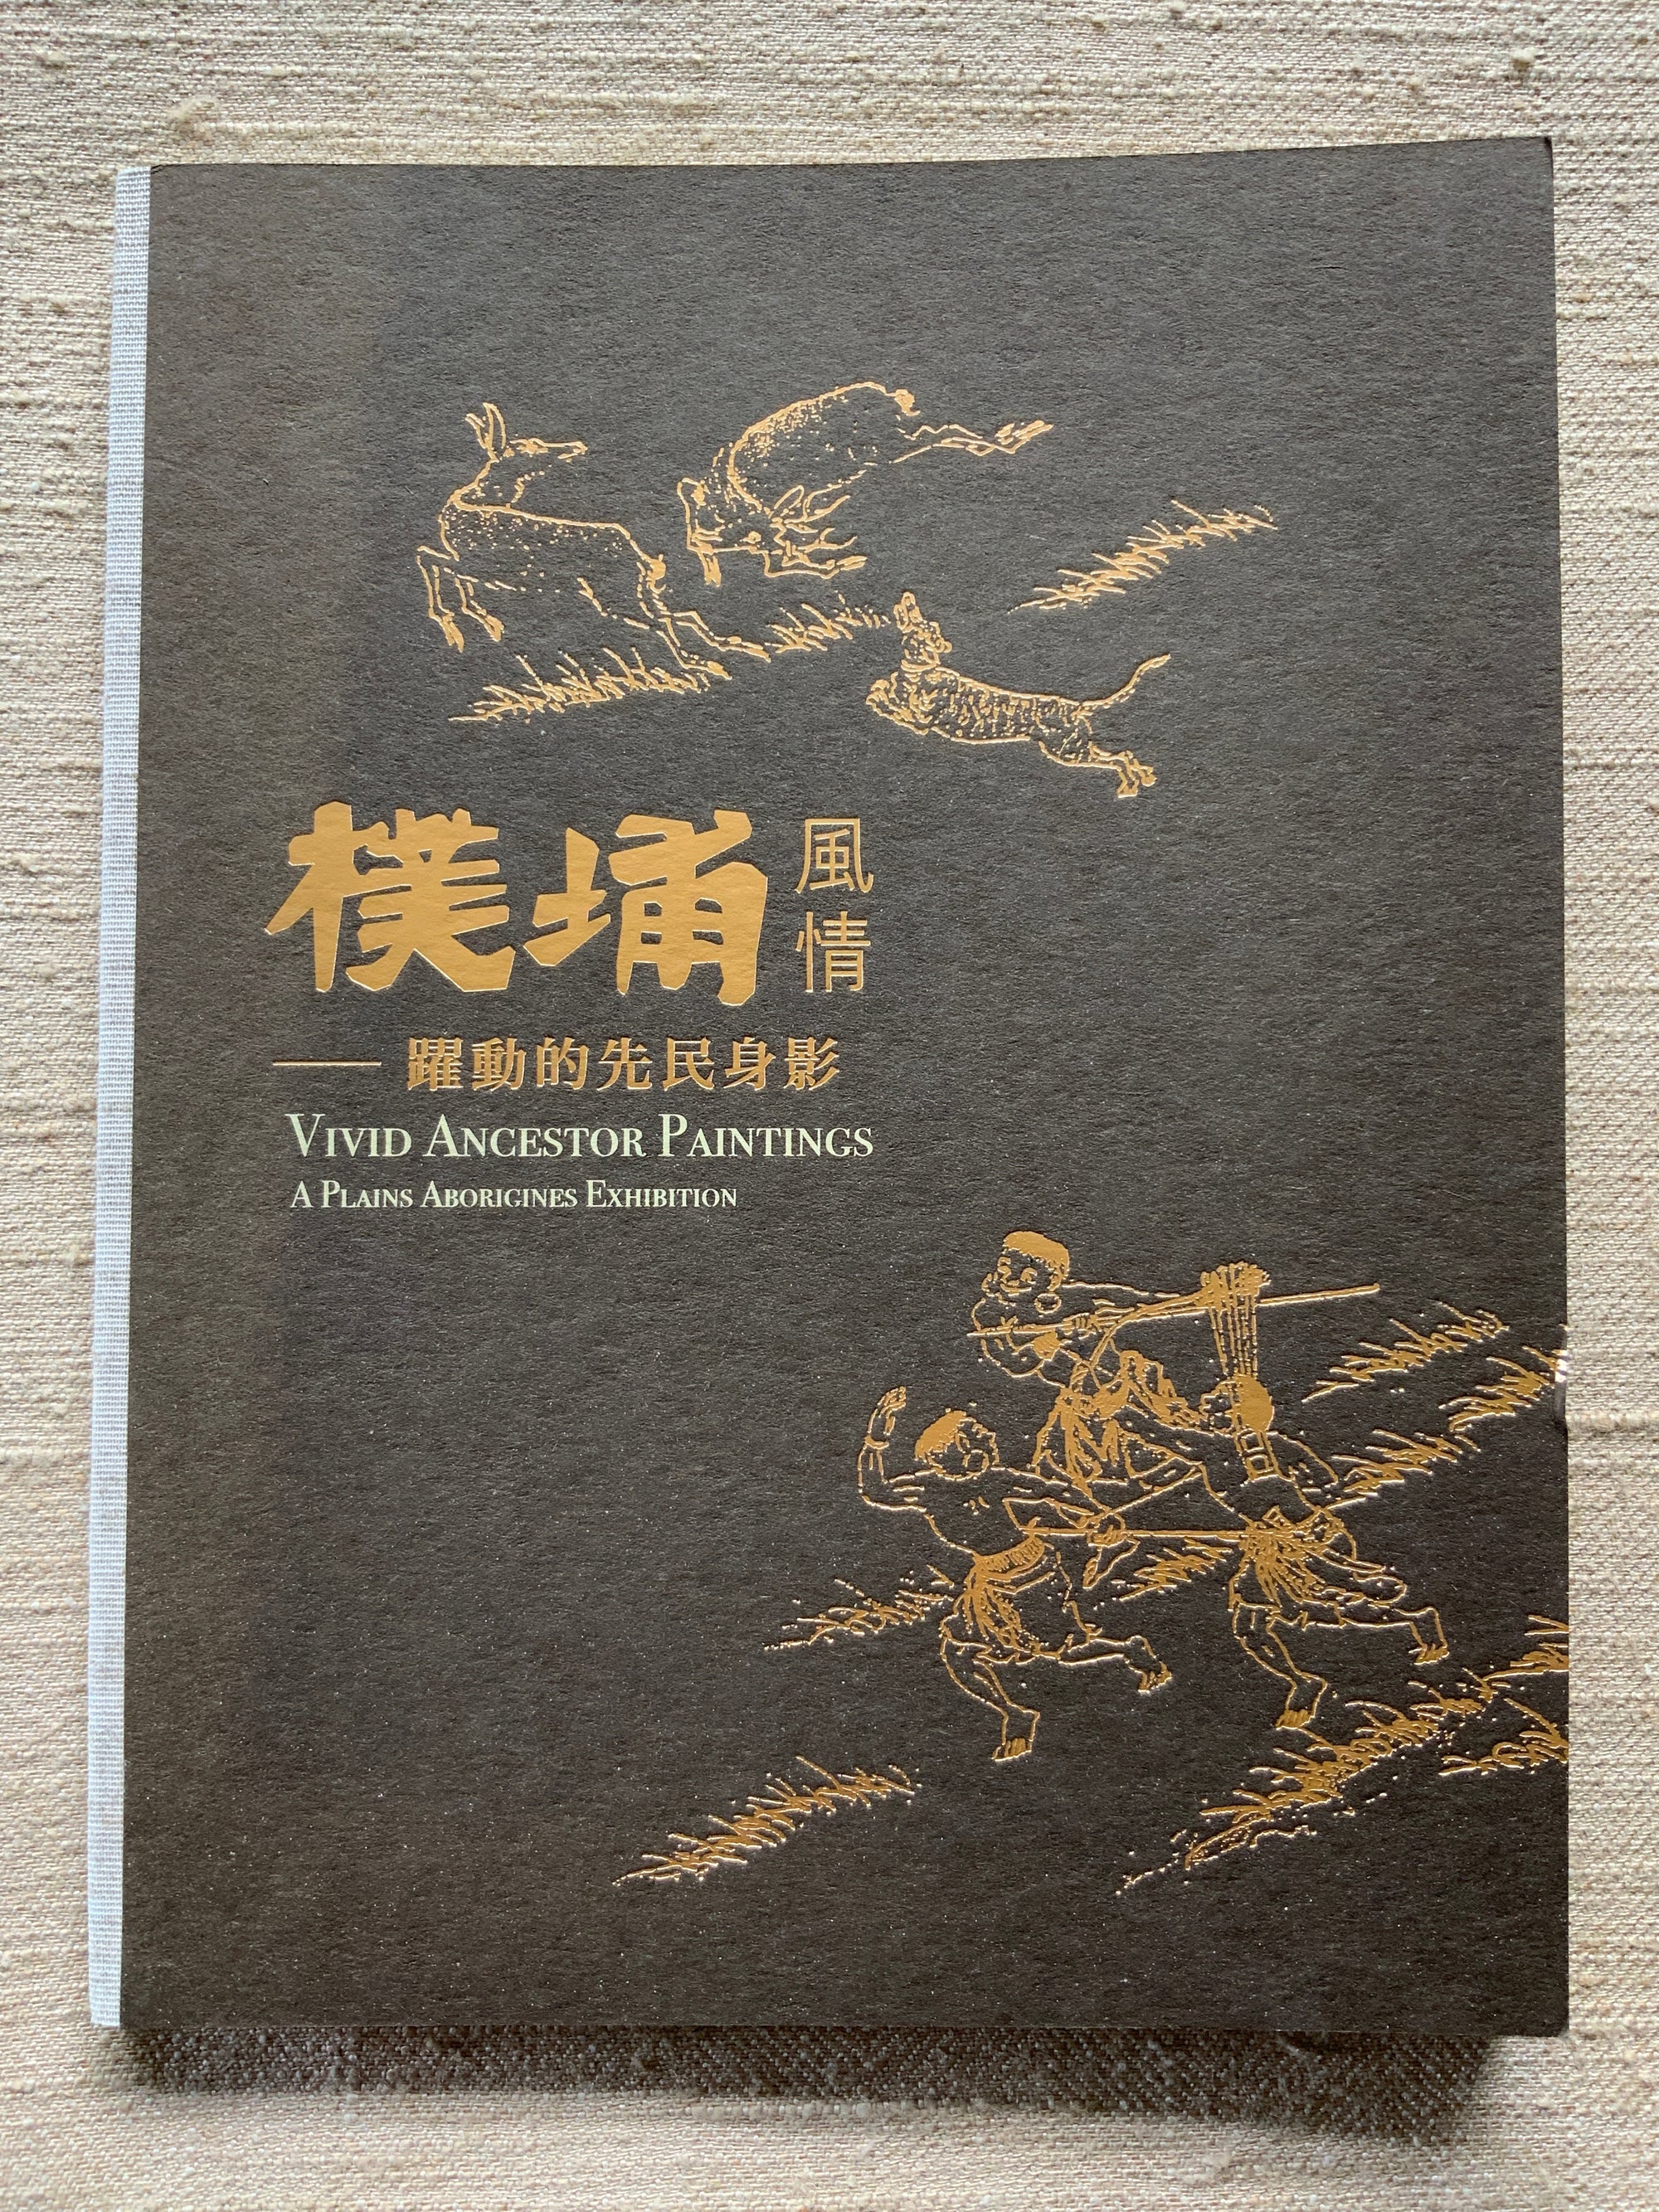 樸埔風情
——躍動的先民身影
VIVID ANCESTOR PAINTINGS
A PLAINS ABORIGINES EXHIBITION